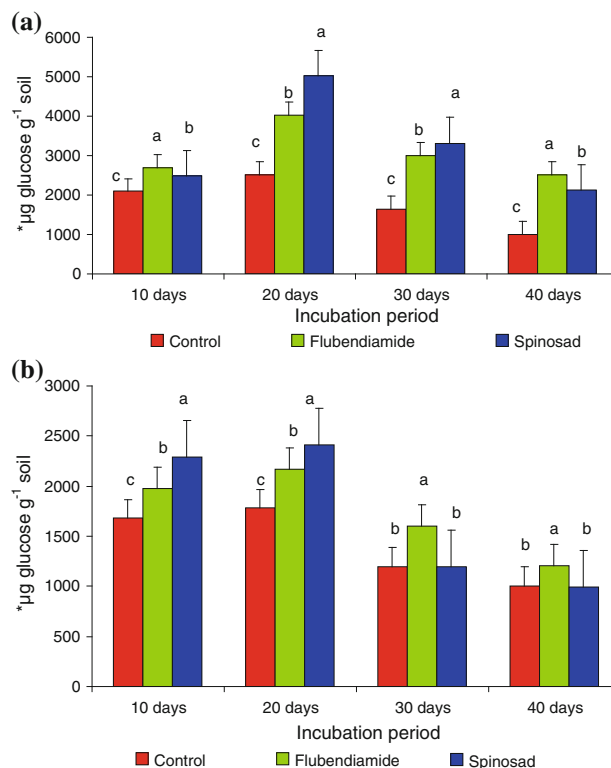 (a)
6000
5000
4000
3000
2000
1000
0
*µg glucose g⁻¹ soil
c a b
c b a
c b a
c a b
10 days 20 days 30 days 40 days
Incubation period
Control Flubendiamide Spinosad
(b)
3000
2500
2000
1500
1000
500
0
*µg glucose g⁻¹ soil
c b a
c b a
b a b
b a b
10 days 20 days 30 days 40 days
Incubation period
Control Flubendiamide Spinosad